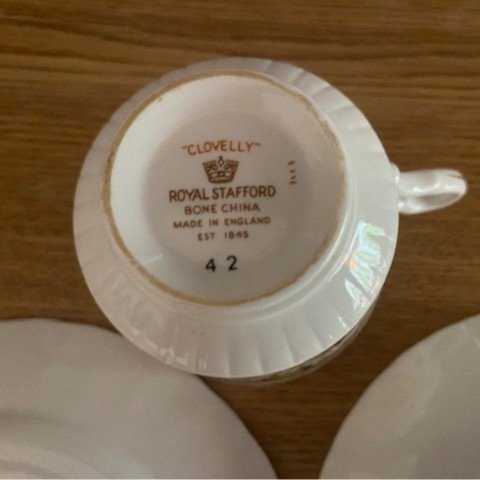 "CLOVELLY"
ROYAL STAFFORD
BONE CHINA
MADE IN ENGLAND
EST 1845
42